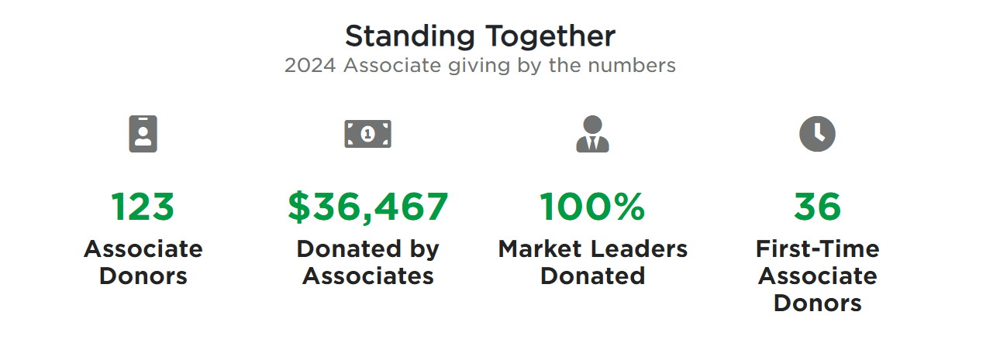 Standing Together
2024 Associate giving by the numbers
1
123
Associate
Donors
$36,467
Donated by
Associates
100%
Market Leaders
Donated
36
First-Time
Associate
Donors